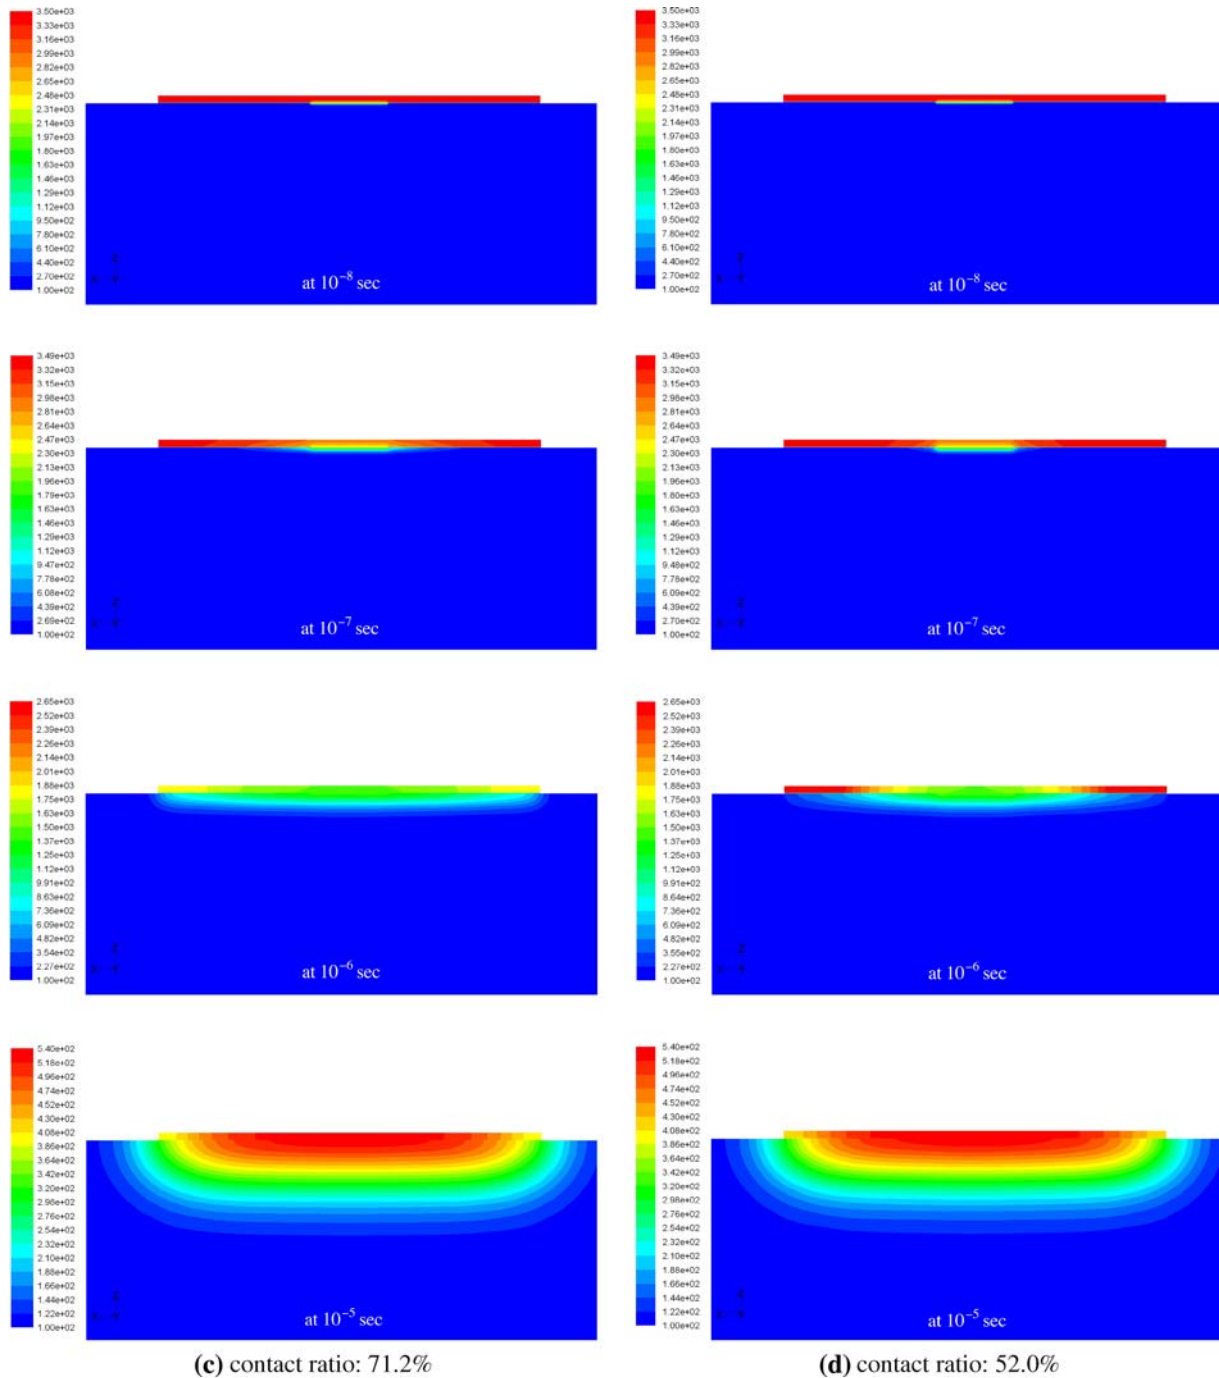 3.50e+03
3.33e+03
3.16e+03
2.99e+03
2.82e+03
2.65e+03
2.48e+03
2.31e+03
2.14e+03
1.97e+03
1.80e+03
1.63e+03
1.46e+03
1.29e+03
1.12e+03
9.50e+02
7.80e+02
6.10e+02
4.40e+02
2.70e+02
1.00e+02
at 10⁻⁸ sec
3.50e+03
3.33e+03
3.16e+03
2.99e+03
2.82e+03
2.65e+03
2.48e+03
2.31e+03
2.14e+03
1.97e+03
1.80e+03
1.63e+03
1.46e+03
1.29e+03
1.12e+03
9.50e+02
7.80e+02
6.10e+02
4.40e+02
2.70e+02
1.00e+02
at 10⁻⁸ sec
3.49e+03
3.32e+03
3.15e+03
2.98e+03
2.81e+03
2.64e+03
2.47e+03
2.30e+03
2.13e+03
1.96e+03
1.79e+03
1.63e+03
1.46e+03
1.29e+03
1.12e+03
9.47e+02
7.78e+02
6.08e+02
4.39e+02
2.69e+02
1.00e+02
at 10⁻⁷ sec
3.49e+03
3.32e+03
3.15e+03
2.98e+03
2.81e+03
2.64e+03
2.47e+03
2.30e+03
2.13e+03
1.96e+03
1.80e+03
1.63e+03
1.46e+03
1.29e+03
1.12e+03
9.48e+02
7.78e+02
6.08e+02
4.39e+02
2.70e+02
1.00e+02
at 10⁻⁷ sec
2.65e+03
2.52e+03
2.39e+03
2.26e+03
2.14e+03
2.01e+03
1.88e+03
1.75e+03
1.63e+03
1.50e+03
1.37e+03
1.25e+03
1.12e+03
9.91e+02
8.63e+02
7.36e+02
6.09e+02
4.82e+02
3.54e+02
2.27e+02
1.00e+02
at 10⁻⁶ sec
2.65e+03
2.52e+03
2.39e+03
2.26e+03
2.14e+03
2.01e+03
1.88e+03
1.75e+03
1.63e+03
1.50e+03
1.37e+03
1.25e+03
1.12e+03
9.91e+02
8.63e+02
7.36e+02
6.09e+02
4.82e+02
3.55e+02
2.27e+02
1.00e+02
at 10⁻⁶ sec
5.40e+02
5.18e+02
4.96e+02
4.74e+02
4.52e+02
4.30e+02
4.08e+02
3.86e+02
3.64e+02
3.42e+02
3.20e+02
2.98e+02
2.76e+02
2.54e+02
2.32e+02
2.10e+02
1.88e+02
1.66e+02
1.44e+02
1.22e+02
1.00e+02
at 10⁻⁵ sec
5.40e+02
5.18e+02
4.96e+02
4.74e+02
4.52e+02
4.30e+02
4.08e+02
3.86e+02
3.64e+02
3.42e+02
3.20e+02
2.98e+02
2.76e+02
2.54e+02
2.32e+02
2.10e+02
1.88e+02
1.66e+02
1.44e+02
1.22e+02
1.00e+02
at 10⁻⁵ sec
(c) contact ratio: 71.2%
(d) contact ratio: 52.0%